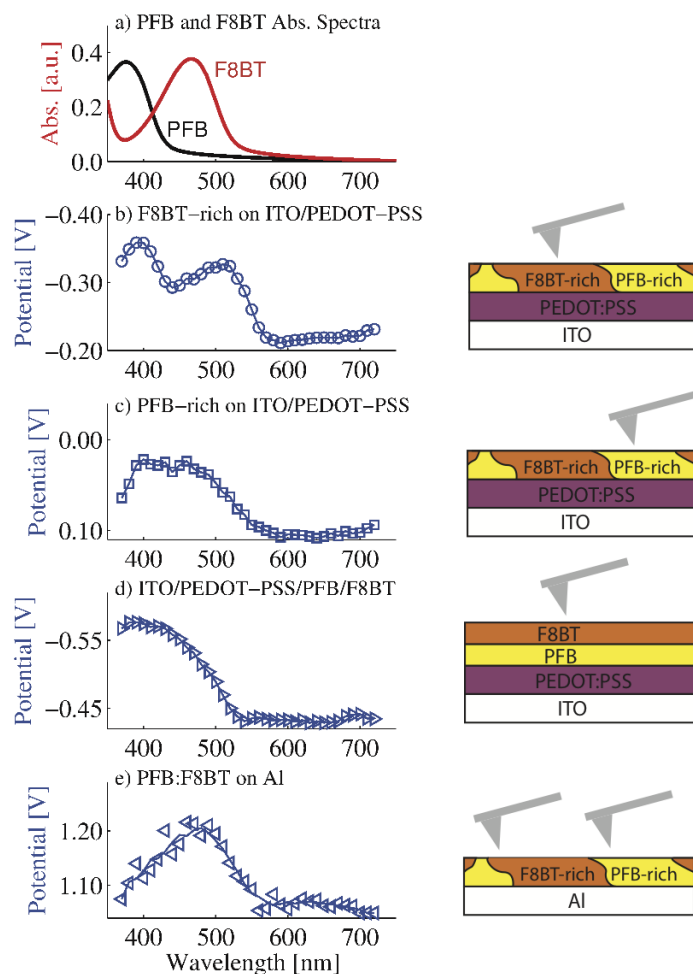 a) PFB and F8BT Abs. Spectra
Abs. [a.u.]
0.4
0.2
0.0
F8BT
PFB
400 500 600 700
b) F8BT−rich on ITO/PEDOT−PSS
Potential [V]
−0.40
−0.30
−0.20
400 500 600 700
F8BT-rich PFB-rich
PEDOT:PSS
ITO
c) PFB−rich on ITO/PEDOT−PSS
Potential [V]
0.00
0.10
400 500 600 700
F8BT-rich PFB-rich
PEDOT:PSS
ITO
d) ITO/PEDOT−PSS/PFB/F8BT
Potential [V]
−0.55
−0.45
400 500 600 700
F8BT
PFB
PEDOT:PSS
ITO
e) PFB:F8BT on Al
Potential [V]
1.20
1.10
400 500 600 700
Wavelength [nm]
F8BT-rich PFB-rich
Al